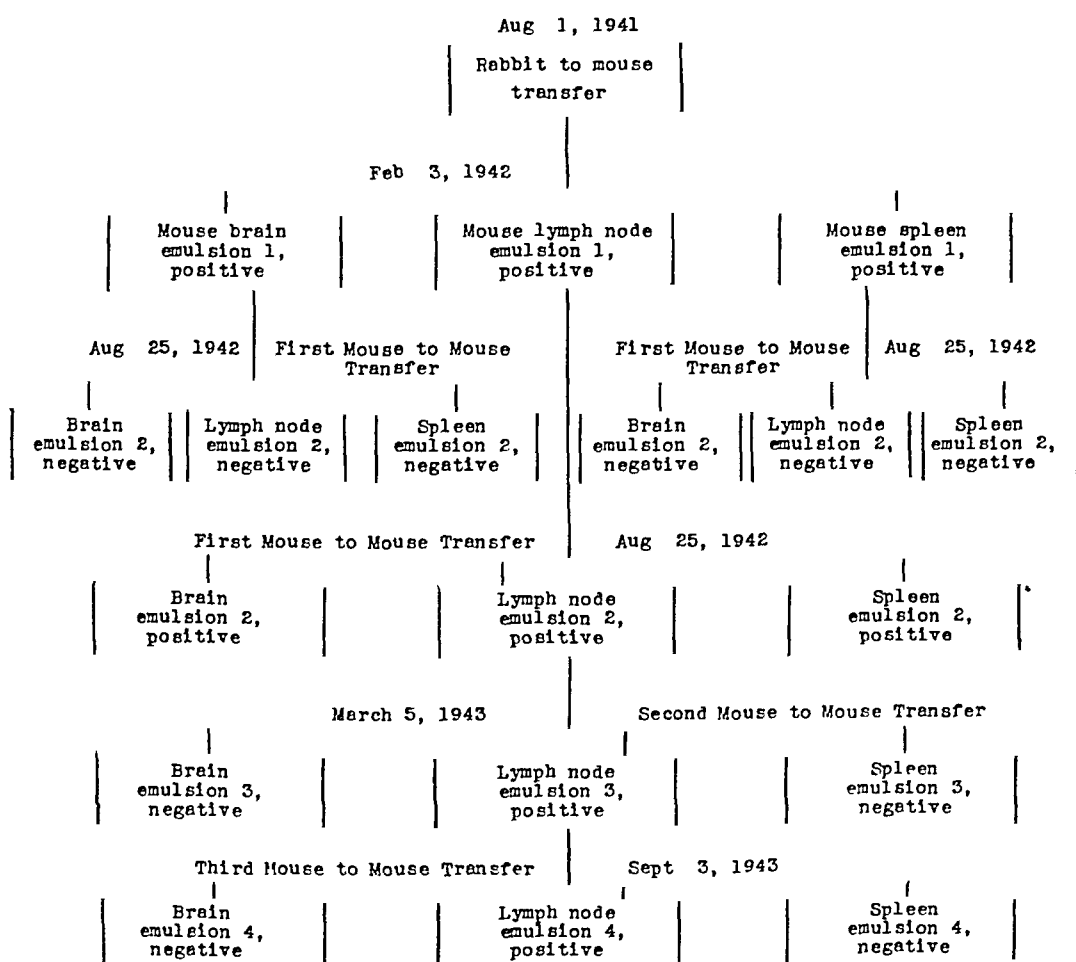 Aug 1, 1941
Rabbit to mouse
transfer
Feb 3, 1942
Mouse brain
emulsion 1,
positive
Mouse lymph node
emulsion 1,
positive
Mouse spleen
emulsion 1,
positive
Aug 25, 1942
First Mouse to Mouse
Transfer
First Mouse to Mouse
Transfer
Aug 25, 1942
Brain
emulsion 2,
negative
Lymph node
emulsion 2,
negative
Spleen
emulsion 2,
negative
Brain
emulsion 2,
negative
Lymph node
emulsion 2,
negative
Spleen
emulsion 2,
negative
First Mouse to Mouse Transfer
Aug 25, 1942
Brain
emulsion 2,
positive
Lymph node
emulsion 2,
positive
Spleen
emulsion 2,
positive
March 5, 1943
Second Mouse to Mouse Transfer
Brain
emulsion 3,
negative
Lymph node
emulsion 3,
positive
Spleen
emulsion 3,
negative
Third Mouse to Mouse Transfer
Sept 3, 1943
Brain
emulsion 4,
negative
Lymph node
emulsion 4,
positive
Spleen
emulsion 4,
negative